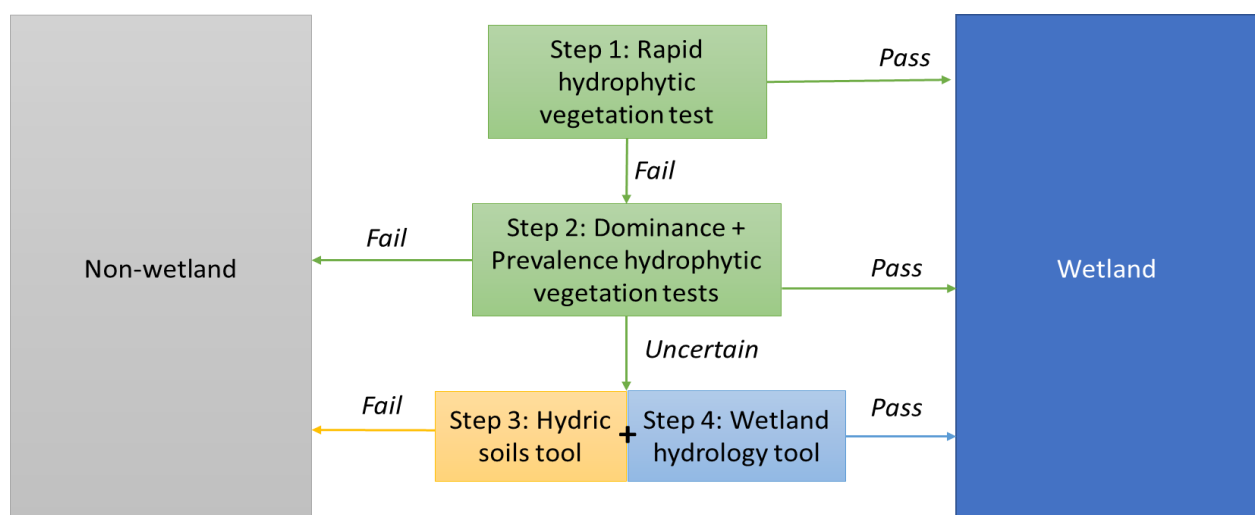 Step 1: Rapid
hydrophytic
vegetation test
Pass
Fail
Non-wetland
Fail
Step 2: Dominance +
Prevalence hydrophytic
vegetation tests
Pass
Wetland
Uncertain
Fail
Step 3: Hydric
soils tool
+
Step 4: Wetland
hydrology tool
Pass